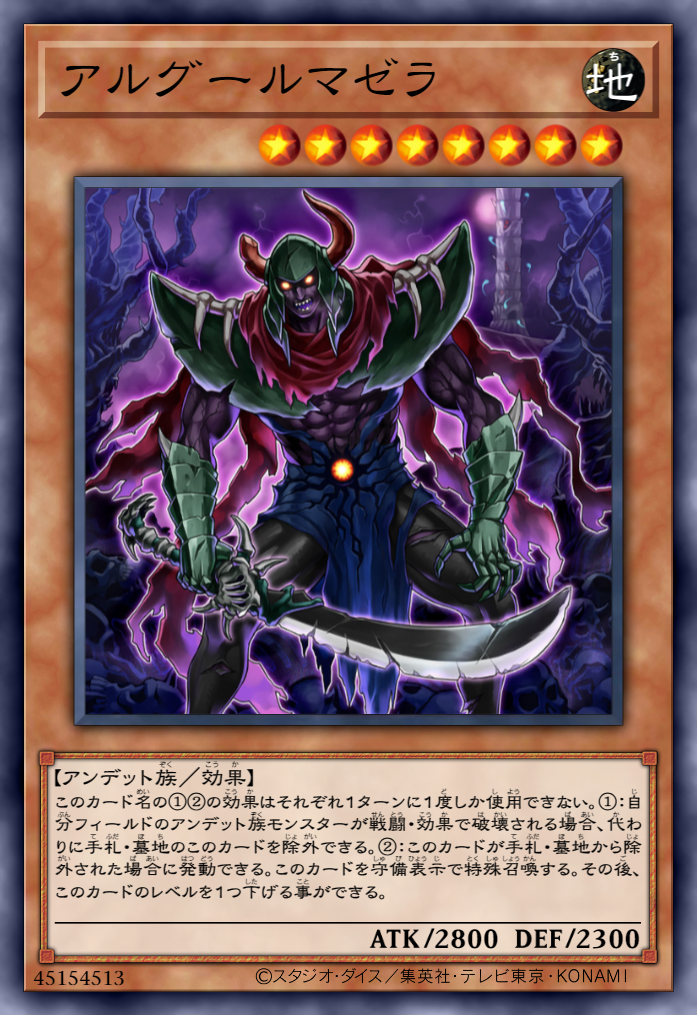 アルグールマゼラ
地
【アンデット族／効果】
このカード名の①②の効果はそれぞれ1ターンに1度しか使用できない。①：自
分フィールドのアンデット族モンスターが戦闘・効果で破壊される場合、代わ
りに手札・墓地のこのカードを除外できる。②：このカードが手札・墓地から除
外された場合に発動できる。このカードを守備表示で特殊召喚する。その後、
このカードのレベルを1つ下げる事ができる。
ATK/2800 DEF/2300
45154513 ©スタジオ・ダイス／集英社・テレビ東京・KONAMI